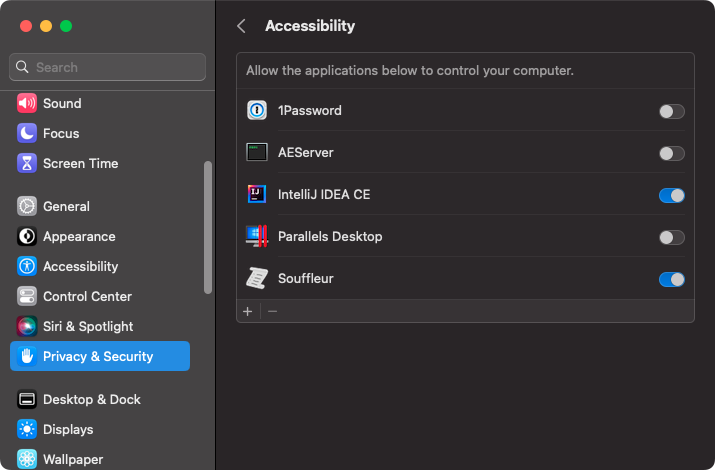 Search
Sound
Focus
Screen Time
General
Appearance
Accessibility
Control Center
Siri & Spotlight
Privacy & Security
Desktop & Dock
Displays
Wallpaper
Accessibility
Allow the applications below to control your computer.
1Password
AEServer
IntelliJ IDEA CE
Parallels Desktop
Souffleur